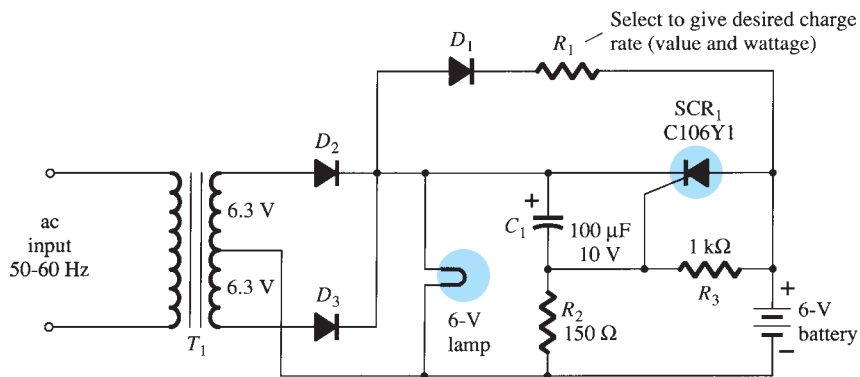 Select to give desired charge
rate (value and wattage)
D1
R1
SCR1
C106Y1
D2
6.3 V
ac
input
50-60 Hz
+
C1
100 μF
10 V
1 kΩ
R3
6.3 V
D3
T1
6-V
lamp
R2
150 Ω
+
6-V
battery
−